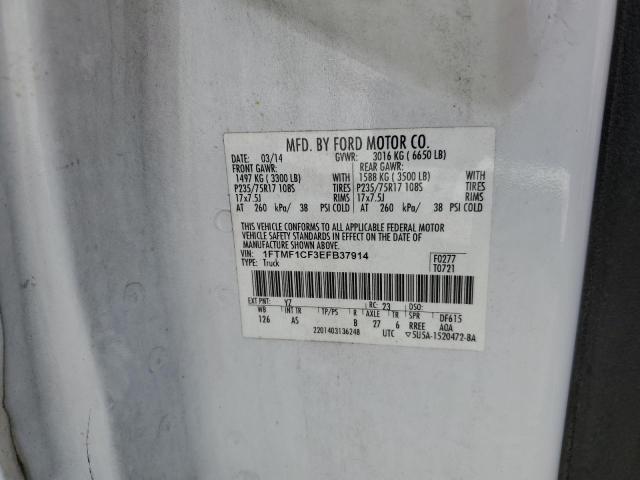 MFD. BY FORD MOTOR CO.
DATE: 03/14 GVWR: 3016 KG ( 6650 LB)
FRONT GAWR: REAR GAWR:
1497 KG ( 3300 LB) WITH 1588 KG ( 3500 LB) WITH
P235/75R17 108S TIRES P235/75R17 108S TIRES
17x7.5J RIMS 17x7.5J RIMS
AT 260 kPa/ 38 PSI COLD AT 260 kPa/ 38 PSI COLD
THIS VEHICLE CONFORMS TO ALL APPLICABLE FEDERAL MOTOR
VEHICLE SAFETY STANDARDS IN EFFECT ON THE DATE OF
MANUFACTURE SHOWN ABOVE.
VIN: 1FTMF1CF3EFB37914 F0277
TYPE: Truck T0721
EXT PNT: YZ RC: 23 DSO:
WB INT TR TP/PS R AXLE TR SPR DF615
126 AS B 27 6 RREE AQA
2201403136248 UTC ▽5U5A-1520472-BA